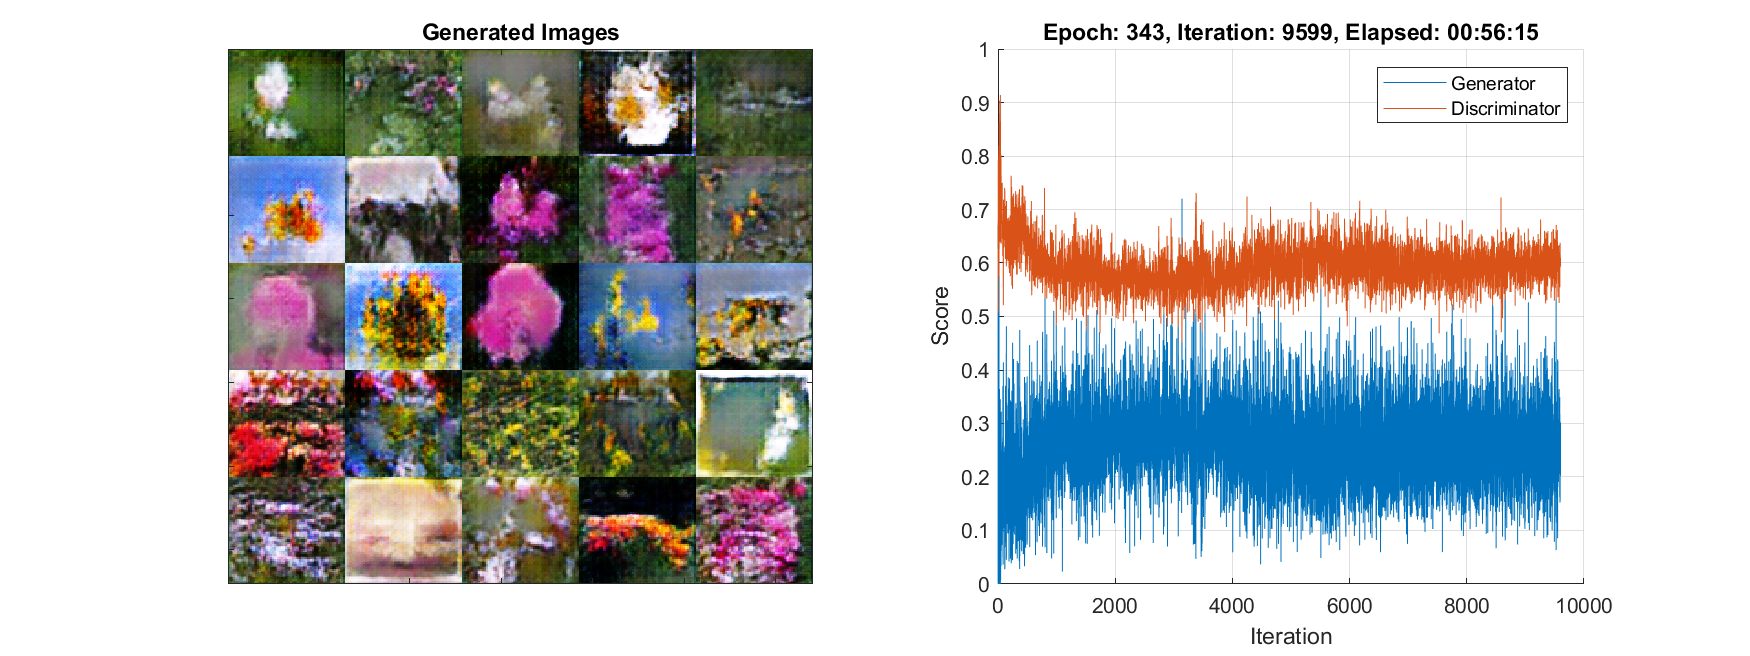 Generated Images
Epoch: 343, Iteration: 9599, Elapsed: 00:56:15
Generator
Discriminator
1
0.9
0.8
0.7
0.6
0.5
0.4
0.3
0.2
0.1
0
Score
0 2000 4000 6000 8000 10000
Iteration